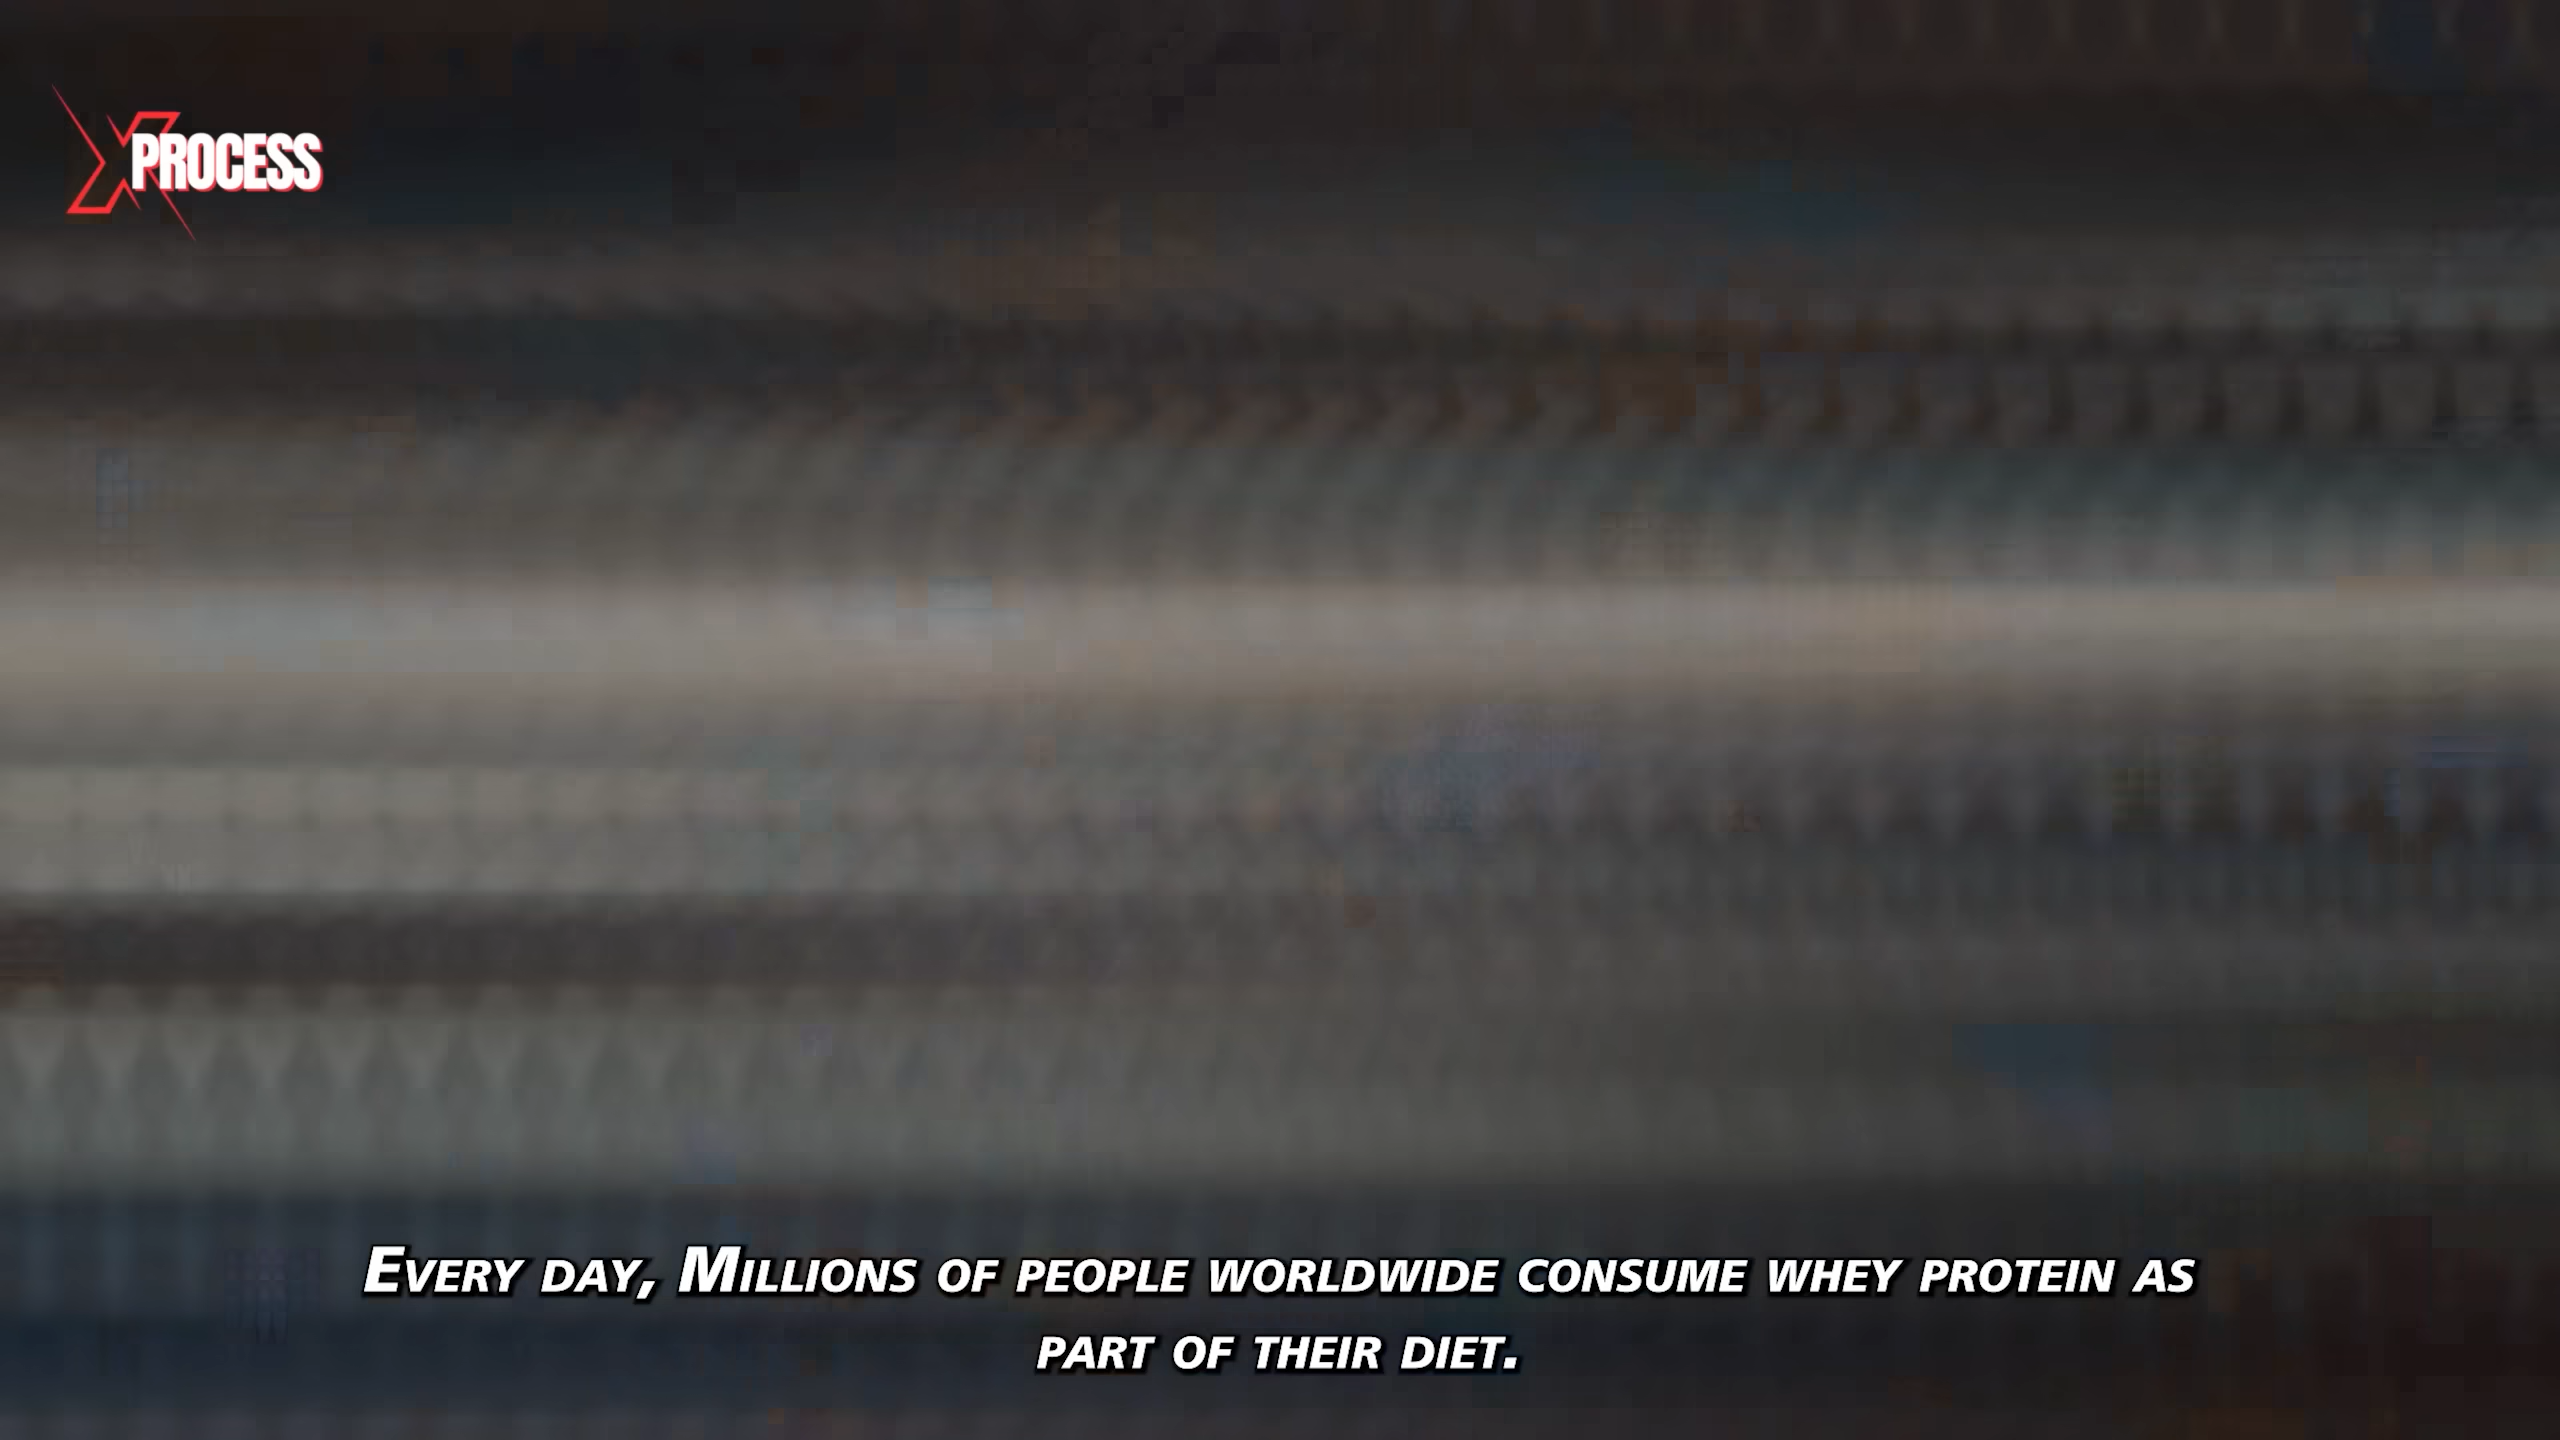 XPROCESS
EVERY DAY, MILLIONS OF PEOPLE WORLDWIDE CONSUME WHEY PROTEIN AS
PART OF THEIR DIET.